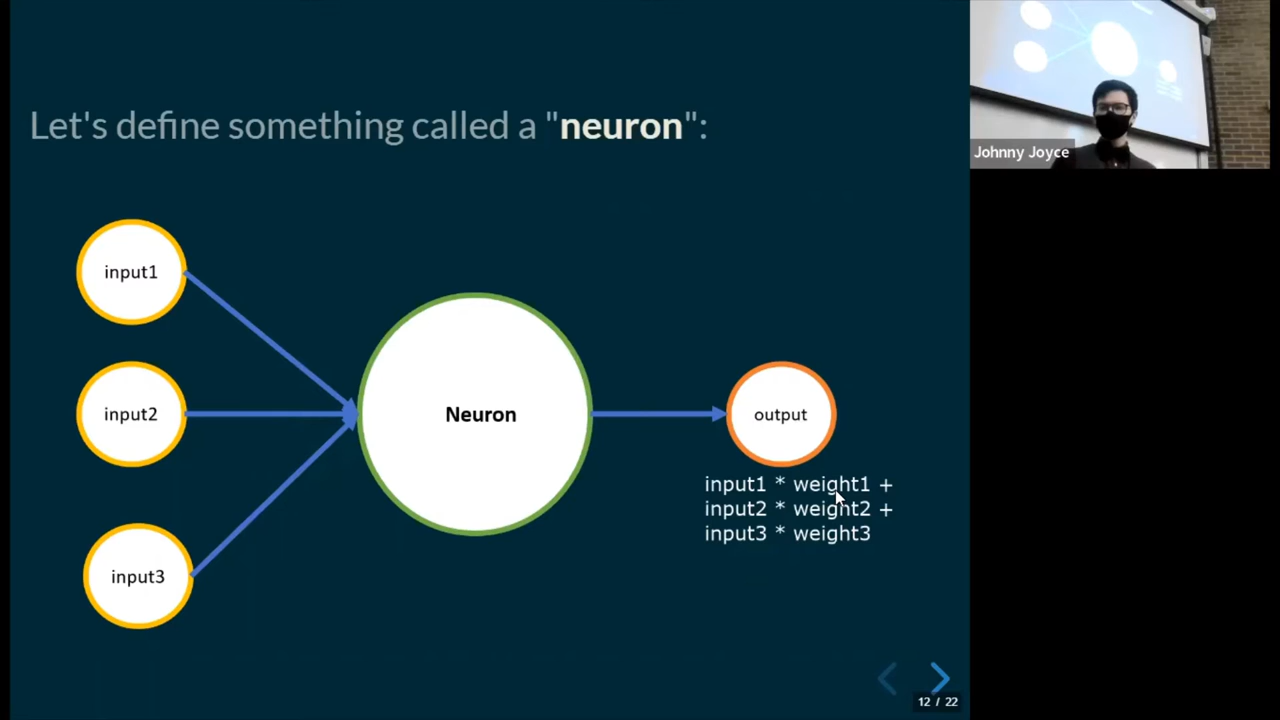 Let's define something called a "neuron":
input1
input2
input3
Neuron
output
input1 * weight1 +
input2 * weight2 +
input3 * weight3
12 / 22
Johnny Joyce